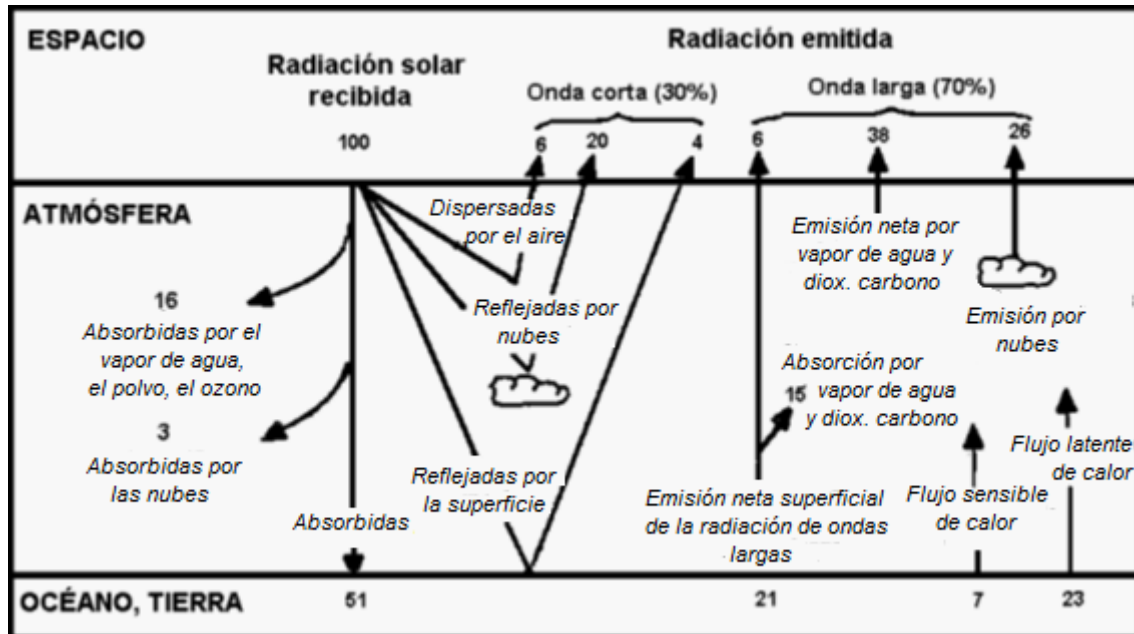 ESPACIO
Radiación solar
recibida
100
Radiación emitida
Onda corta (30%)
6 20 4
Onda larga (70%)
6 38 26
ATMÓSFERA
16
Absorbidas por el
vapor de agua,
el polvo, el ozono
3
Absorbidas por
las nubes
Absorbidas
Dispersadas
por el aire
Reflejadas por
nubes
Reflejadas por
la superficie
Emisión neta por
vapor de agua y
diox. carbono
Emisión por
nubes
Absorción por
15 vapor de agua
y diox. carbono
Emisión neta superficial
de la radiación de ondas
largas
Flujo sensible
de calor
Flujo latente
de calor
OCÉANO, TIERRA
51 21 7 23